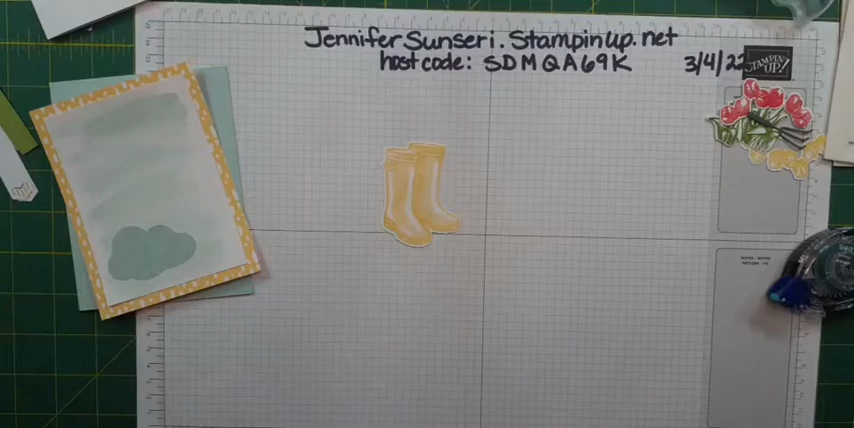 JenniferSunseri.Stampinup.net
host code: SDMQA69K 3/4/22
STAMPIN' UP!